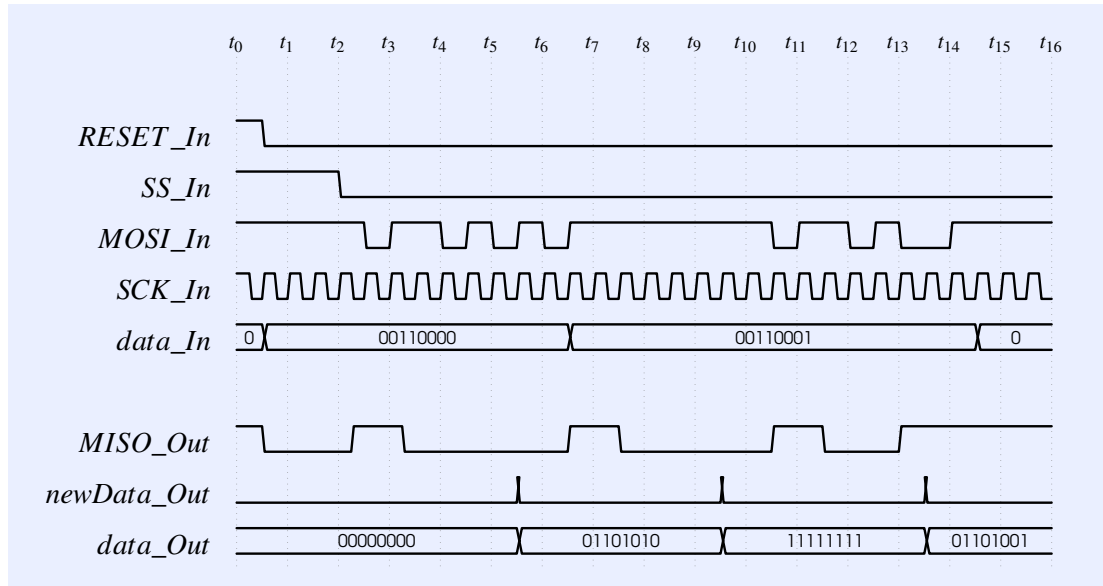 t0 t1 t2 t3 t4 t5 t6 t7 t8 t9 t10 t11 t12 t13 t14 t15 t16
RESET_In
SS_In
MOSI_In
SCK_In
data_In 0 00110000 00110001 0
MISO_Out
newData_Out
data_Out 00000000 01101010 11111111 01101001